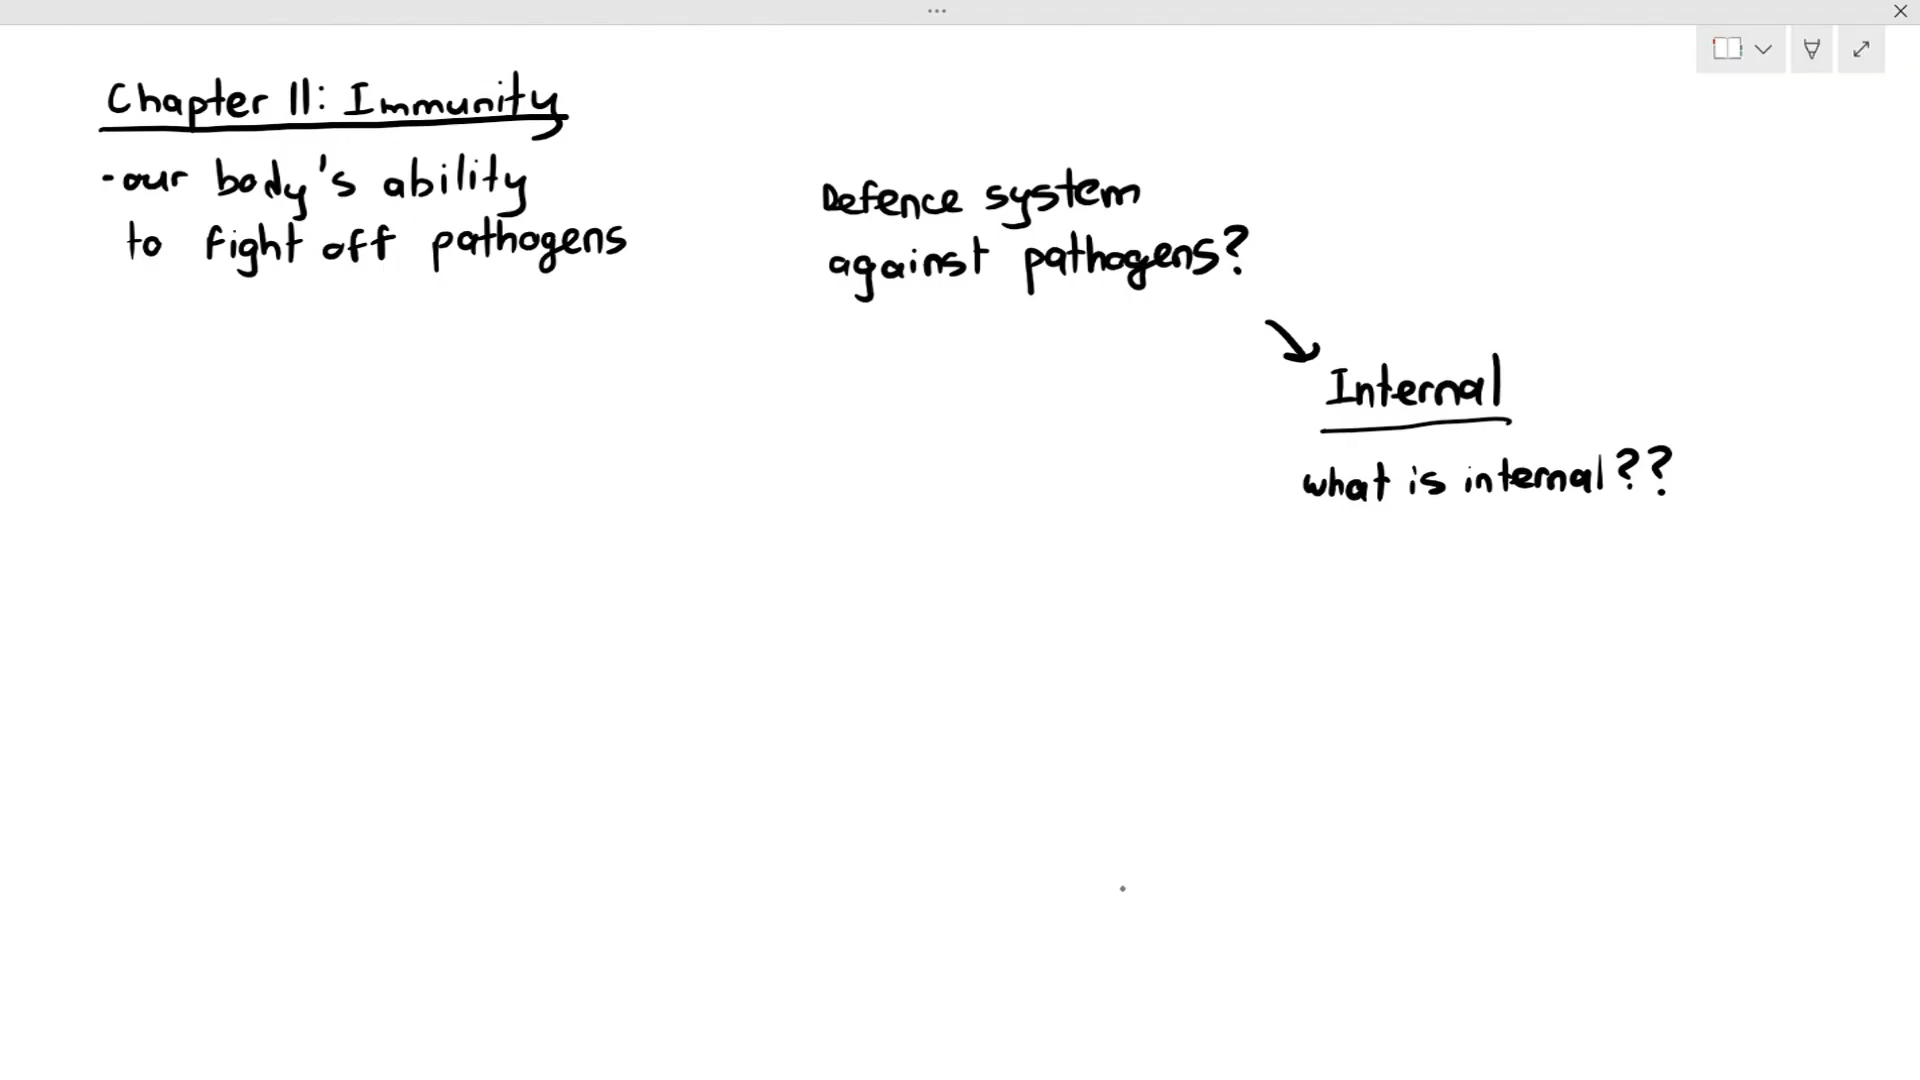 Chapter 11: Immunity
- our body's ability
to fight off pathogens
Defence system
against pathogens?
Internal
what is internal??